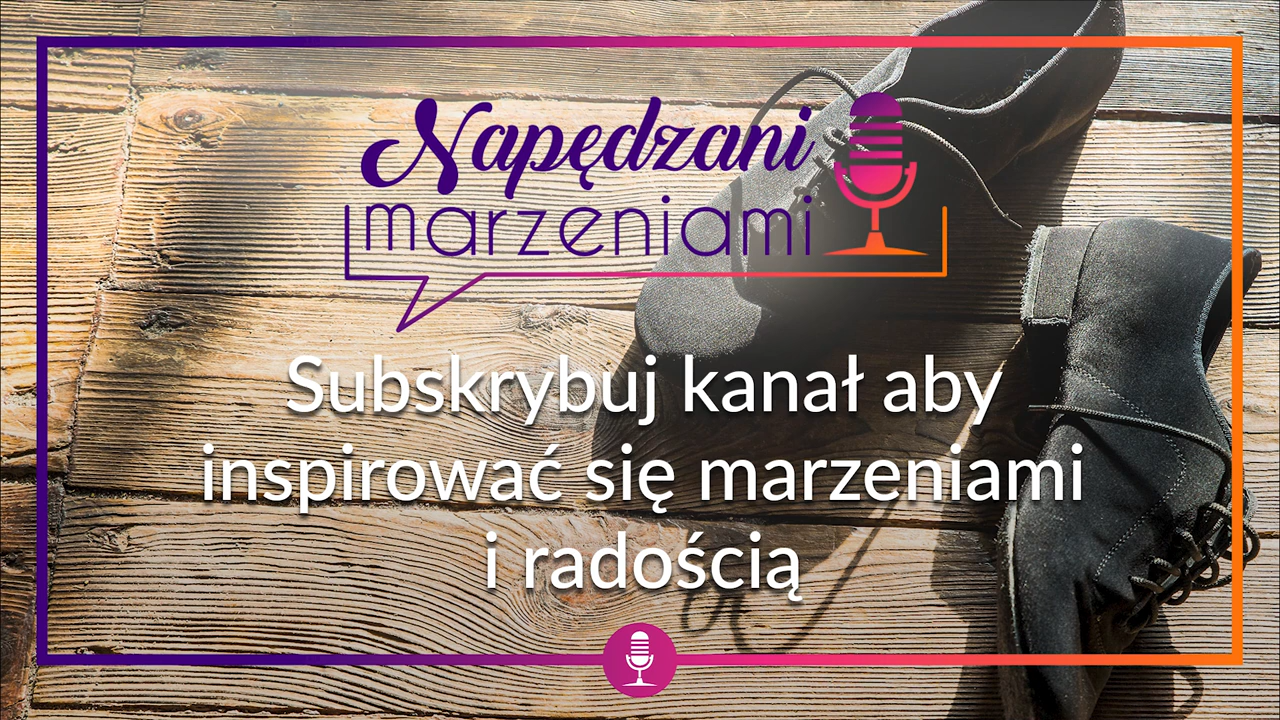 Napędzani
marzeniami
Subskrybuj kanał aby
inspirować się marzeniami
i radością